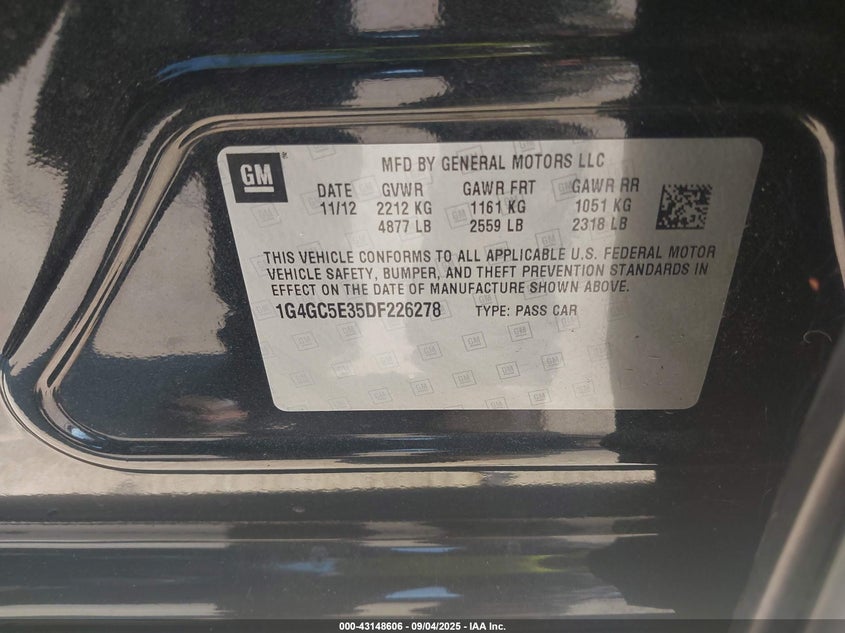 GM
MFD BY GENERAL MOTORS LLC
DATE GVWR GAWR FRT GAWR RR
11/12 2212 KG 1161 KG 1051 KG
4877 LB 2559 LB 2318 LB
THIS VEHICLE CONFORMS TO ALL APPLICABLE U.S. FEDERAL MOTOR
VEHICLE SAFETY, BUMPER, AND THEFT PREVENTION STANDARDS IN
EFFECT ON THE DATE OF MANUFACTURE SHOWN ABOVE.
1G4GC5E35DF226278 TYPE: PASS CAR
000-43148606 - 09/04/2025 - IAA Inc.